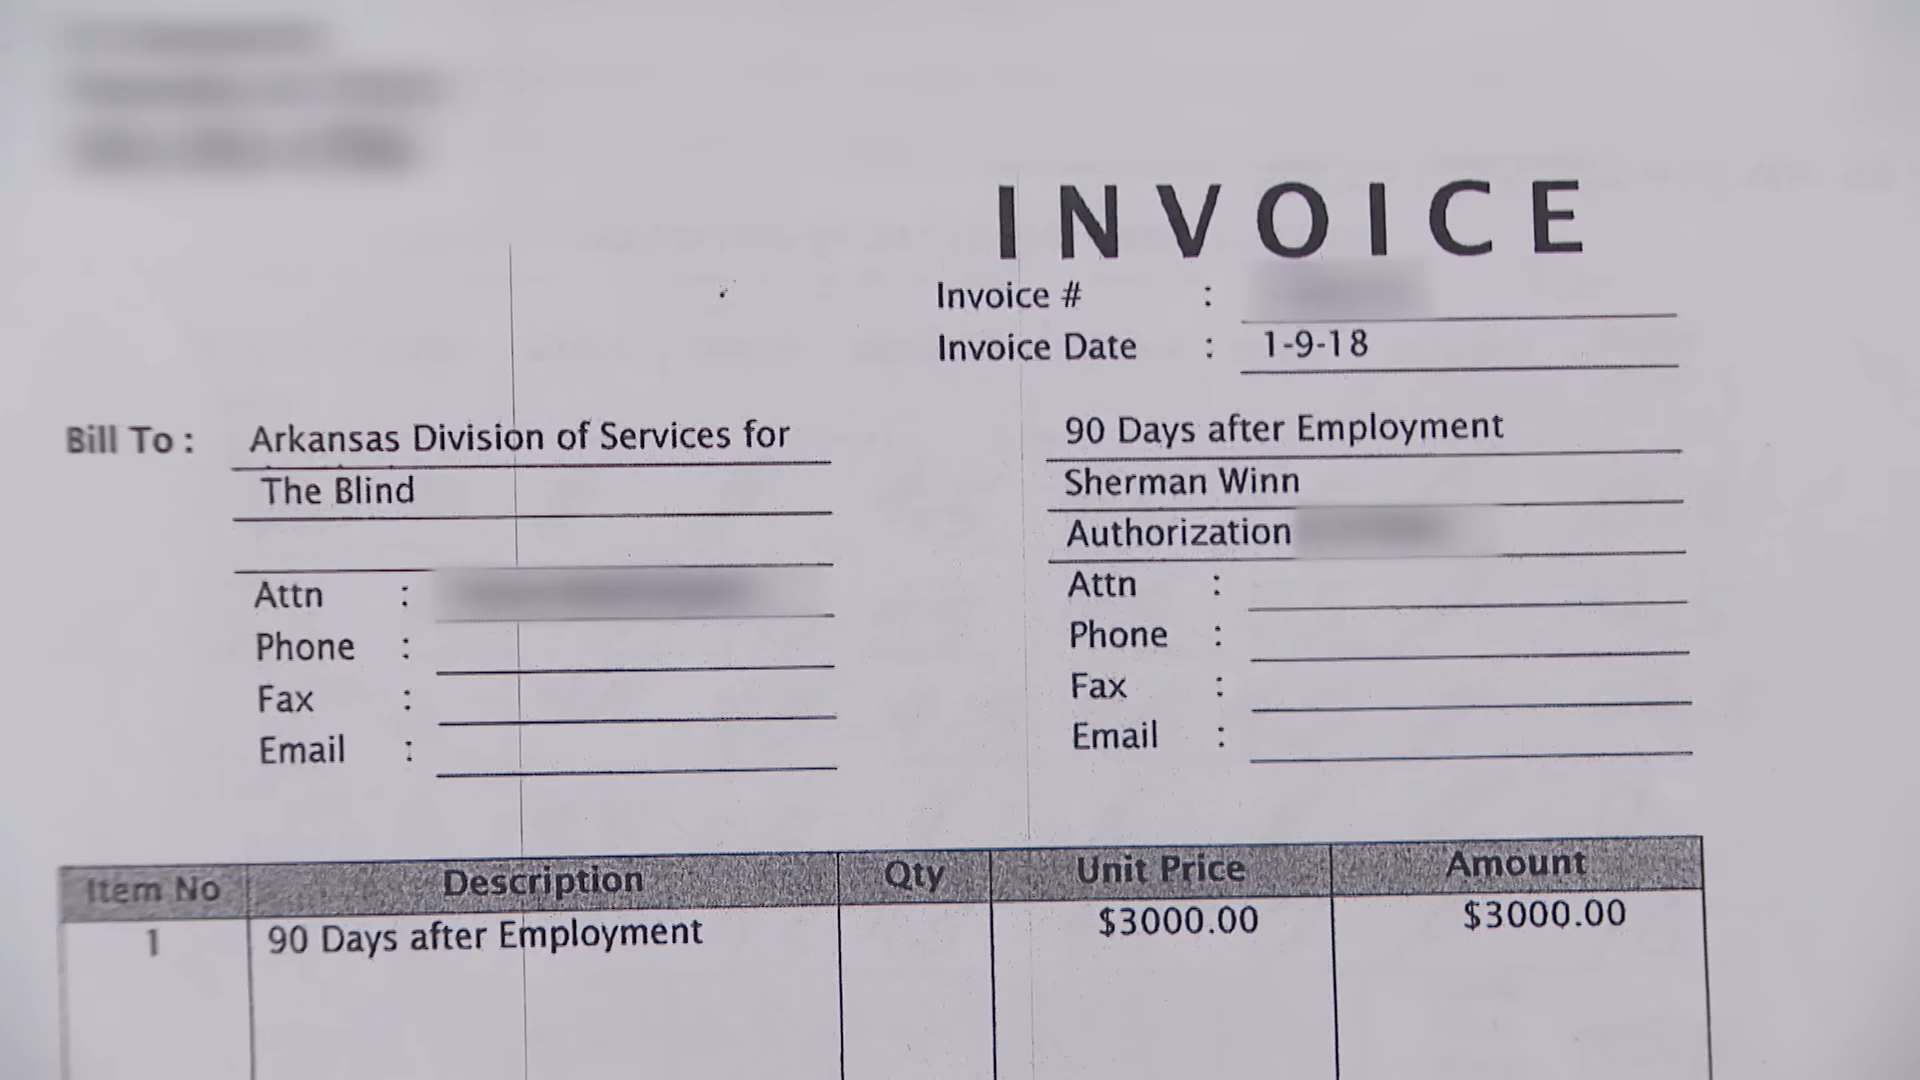 INVOICE
Invoice # :
Invoice Date : 1-9-18
Bill To : Arkansas Division of Services for
The Blind
Attn :
Phone :
Fax :
Email :
90 Days after Employment
Sherman Winn
Authorization
Attn :
Phone :
Fax :
Email :
Item No Description Qty Unit Price Amount
1 90 Days after Employment $3000.00 $3000.00